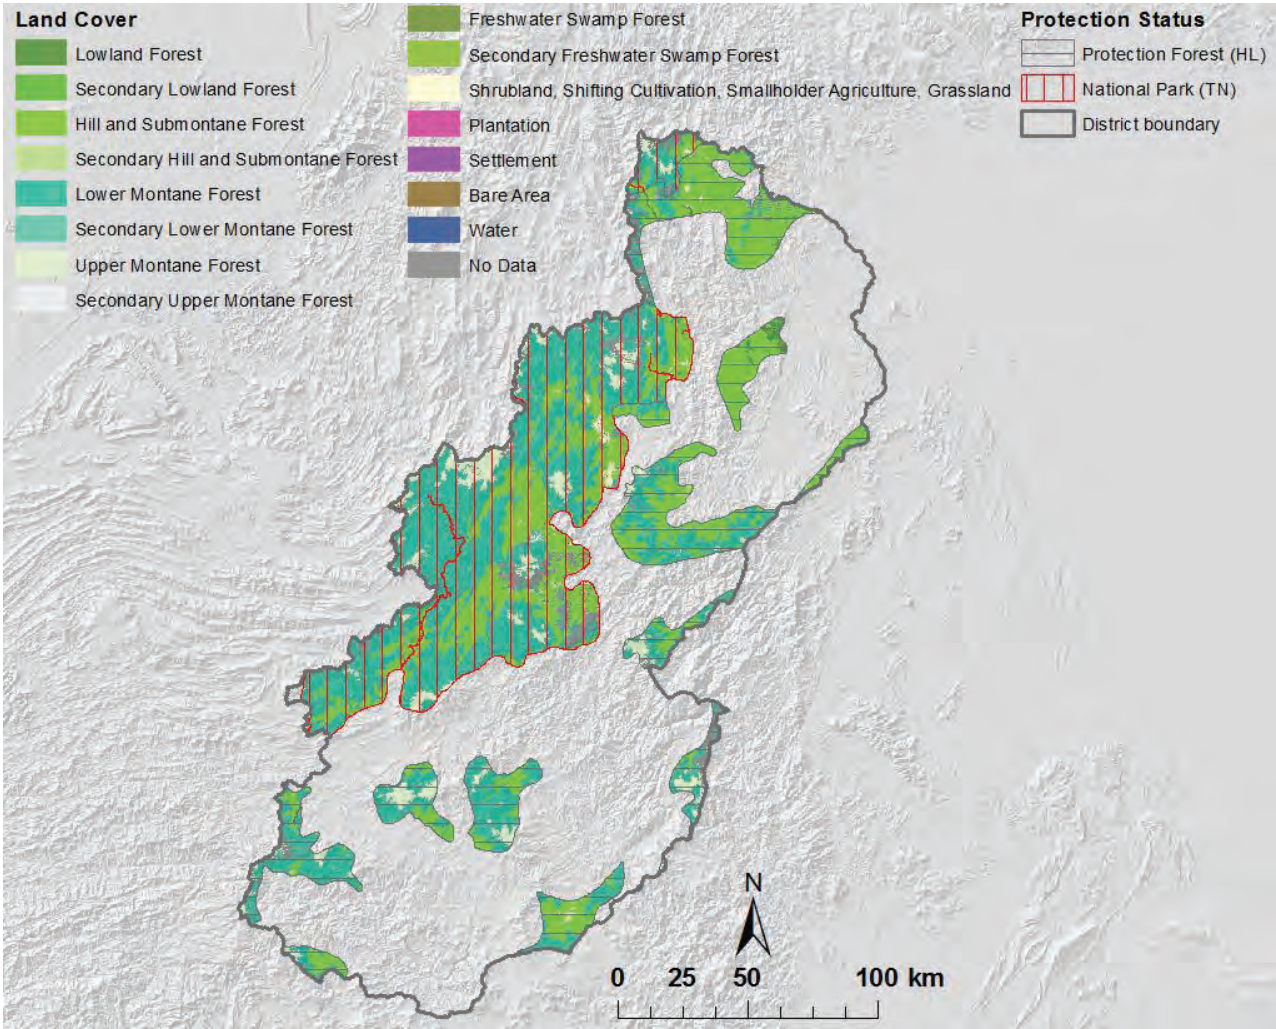 Land Cover
Lowland Forest
Secondary Lowland Forest
Hill and Submontane Forest
Secondary Hill and Submontane Forest
Lower Montane Forest
Secondary Lower Montane Forest
Upper Montane Forest
Secondary Upper Montane Forest
Freshwater Swamp Forest
Secondary Freshwater Swamp Forest
Shrubland, Shifting Cultivation, Smallholder Agriculture, Grassland
Plantation
Settlement
Bare Area
Water
No Data
Protection Status
Protection Forest (HL)
National Park (TN)
District boundary
N
0 25 50 100 km